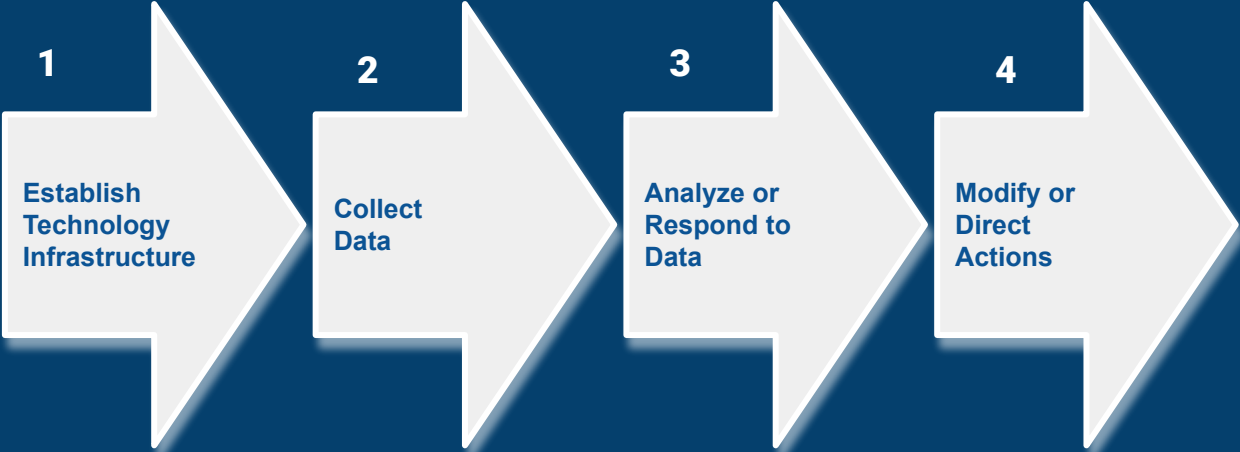 1
Establish
Technology
Infrastructure
2
Collect
Data
3
Analyze or
Respond to
Data
4
Modify or
Direct
Actions